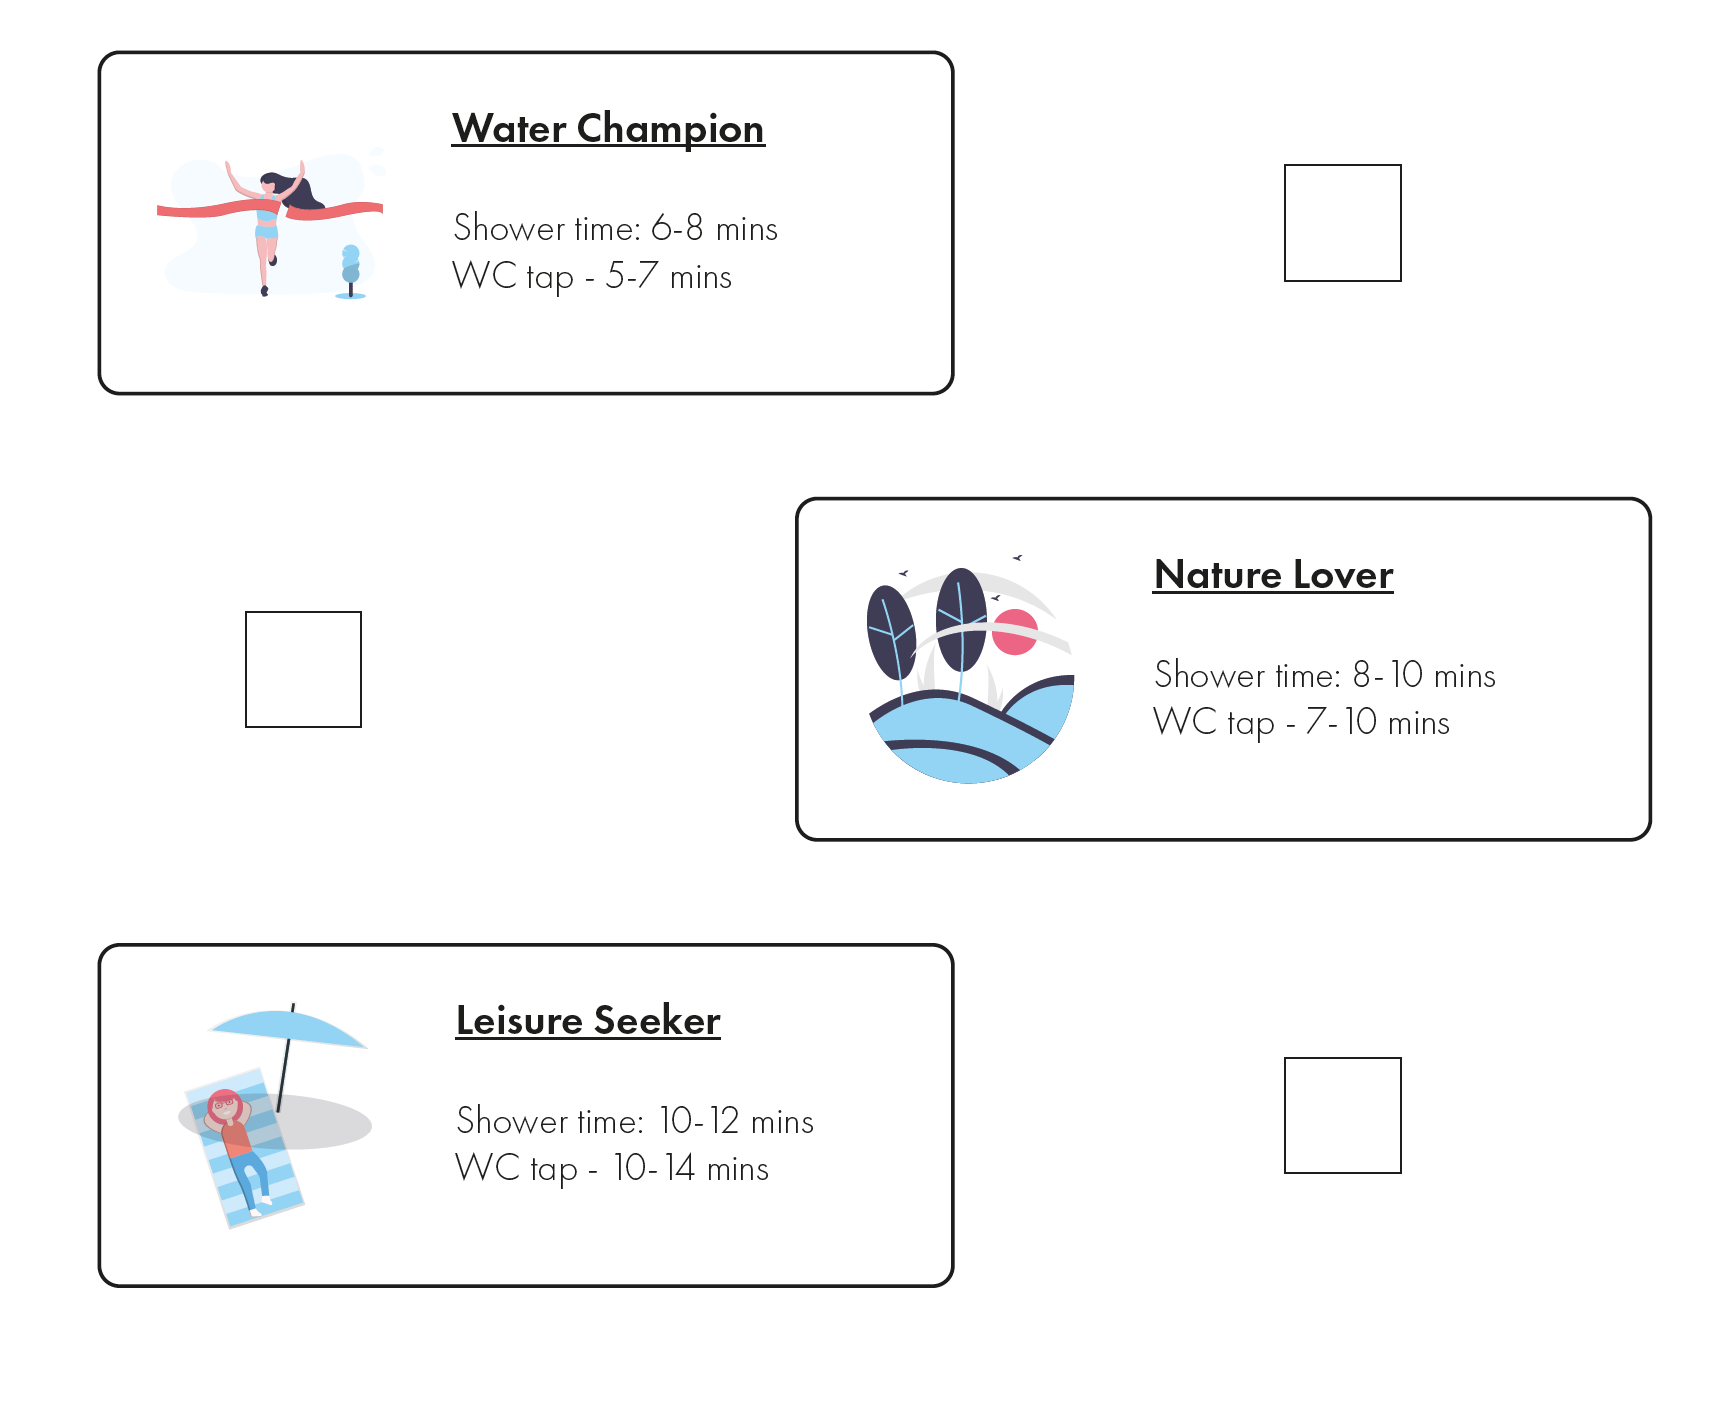 Water Champion
Shower time: 6-8 mins
WC tap - 5-7 mins
Nature Lover
Shower time: 8-10 mins
WC tap - 7-10 mins
Leisure Seeker
Shower time: 10-12 mins
WC tap - 10-14 mins